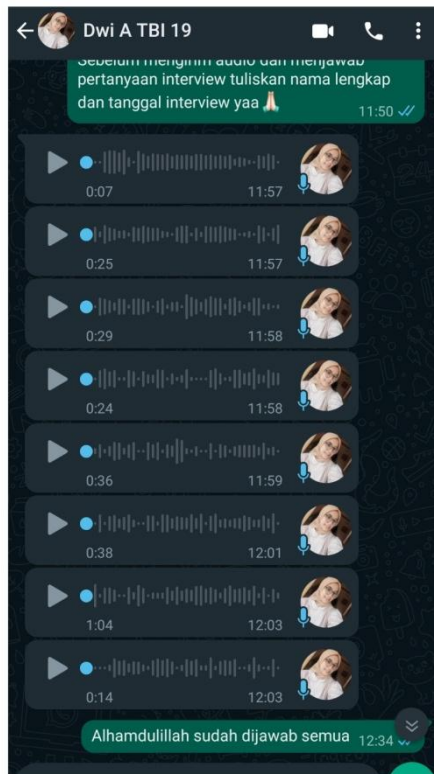 Dwi A TBI 19
Sebelum mengirim audio dan menjawab
pertanyaan interview tuliskan nama lengkap
dan tanggal interview yaa 🙏🏻
11:50
0:07 11:57
0:25 11:57
0:29 11:58
0:24 11:58
0:36 11:59
0:38 12:01
1:04 12:03
0:14 12:03
Alhamdulillah sudah dijawab semua 12:34